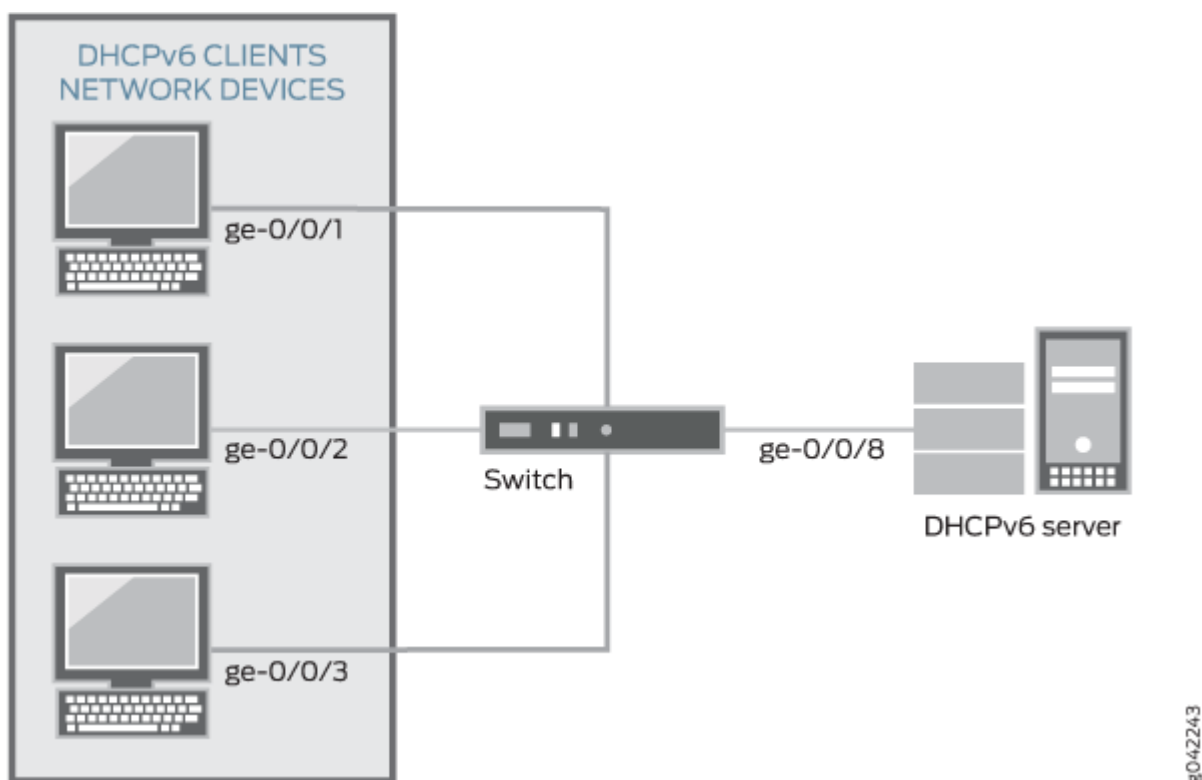 DHCPv6 CLIENTS
NETWORK DEVICES
ge-0/0/1
ge-0/0/2
Switch
ge-0/0/8
DHCPv6 server
ge-0/0/3
g042243